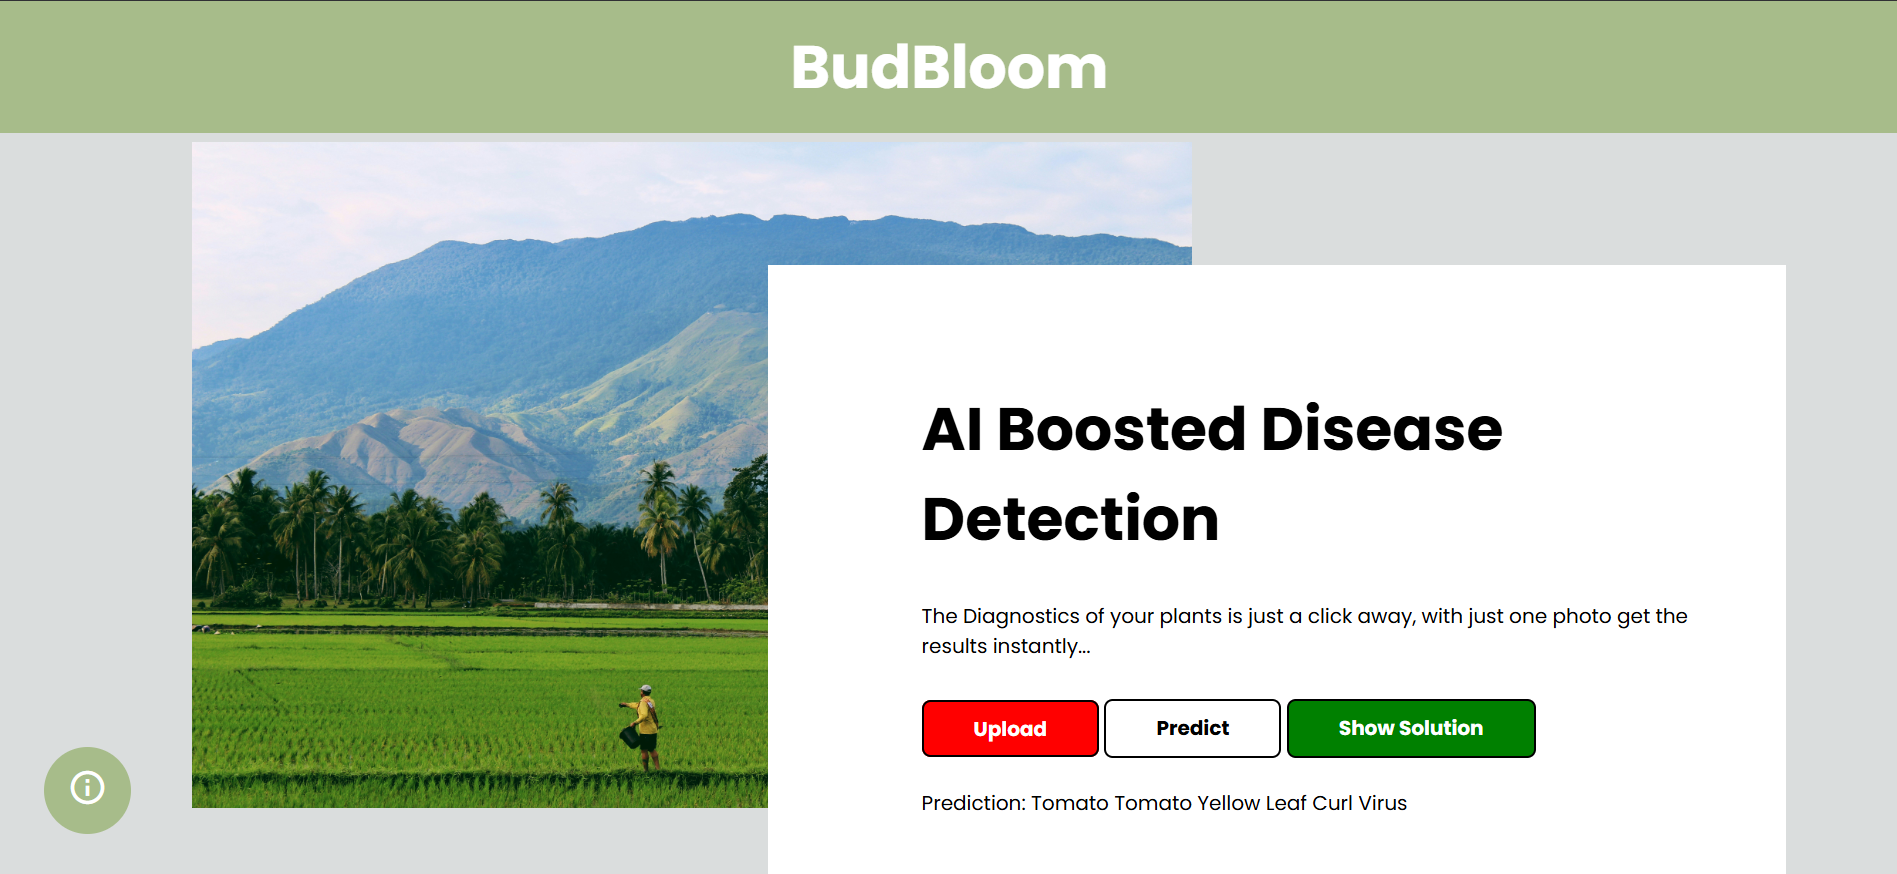 BudBloom
AI Boosted Disease
Detection
The Diagnostics of your plants is just a click away, with just one photo get the
results instantly...
Upload Predict Show Solution
Prediction: Tomato Tomato Yellow Leaf Curl Virus